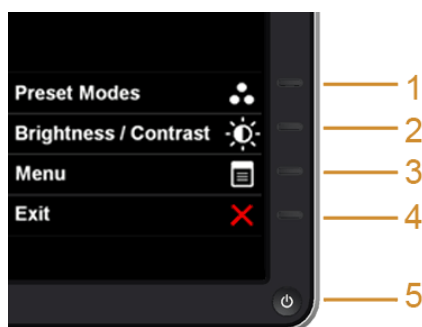 Preset Modes 1
Brightness / Contrast 2
Menu 3
Exit 4
5